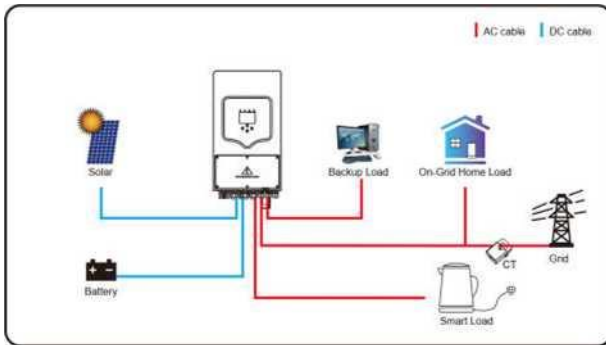 AC cable DC cable
Solar
Backup Load
On-Grid Home Load
CT
Grid
Battery
Smart Load